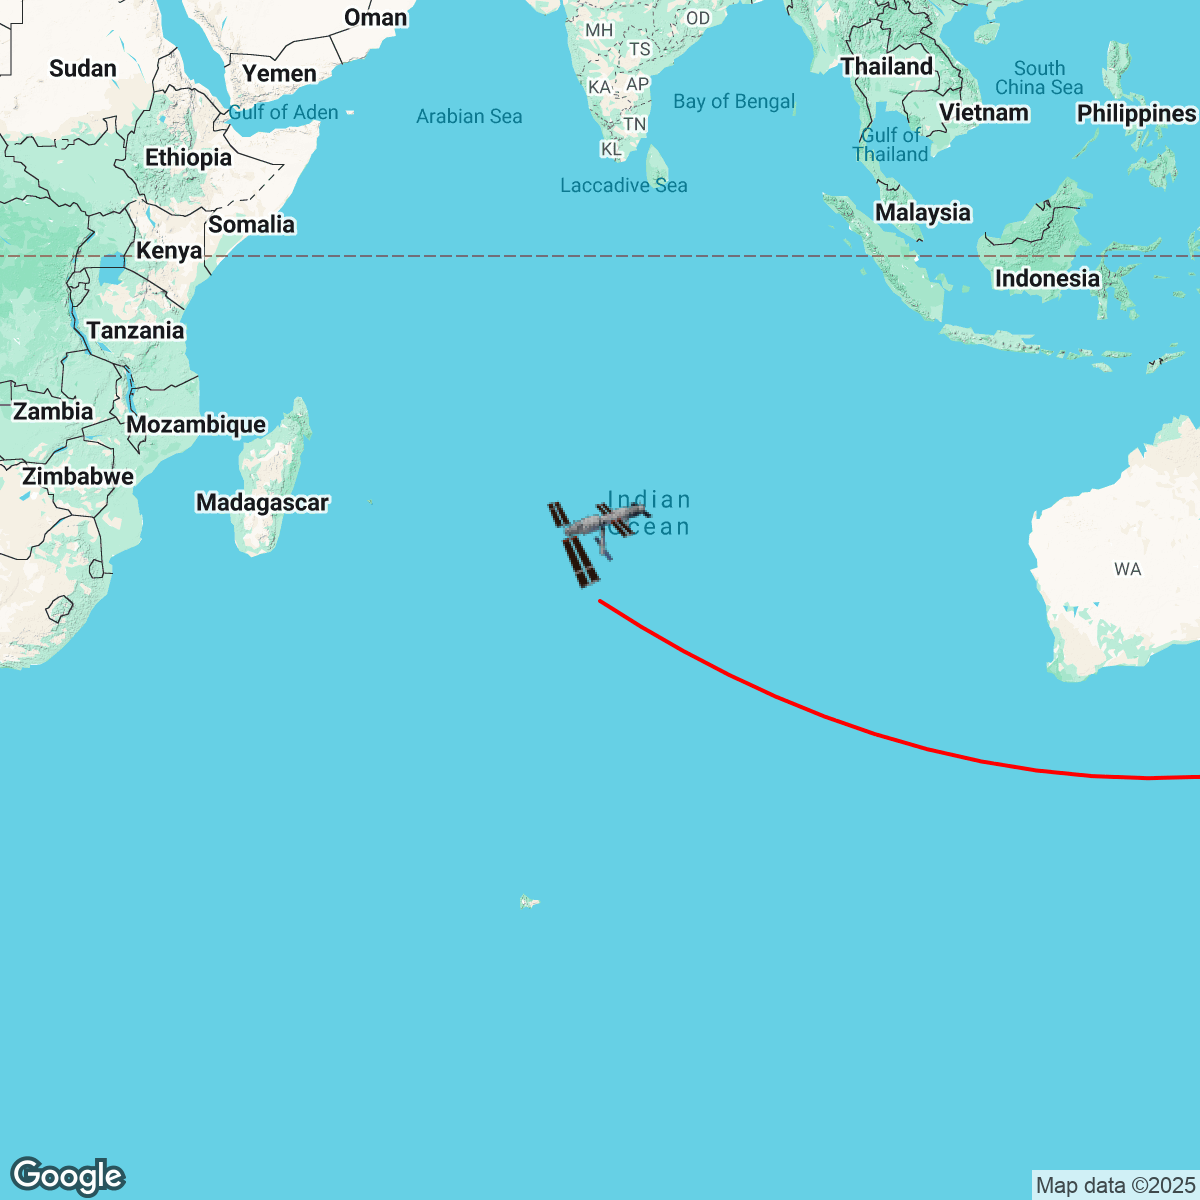 Oman
MH
OD
Sudan
Yemen
TS
Thailand
South
China Sea
KA
AP
Bay of Bengal
Gulf of Aden
Arabian Sea
Vietnam
Philippines
TN
Gulf of
Thailand
Ethiopia
KL
Laccadive Sea
Somalia
Malaysia
Kenya
Indonesia
Tanzania
Zambia
Mozambique
Zimbabwe
Madagascar
Indian
Ocean
WA
Google
Map data ©2025